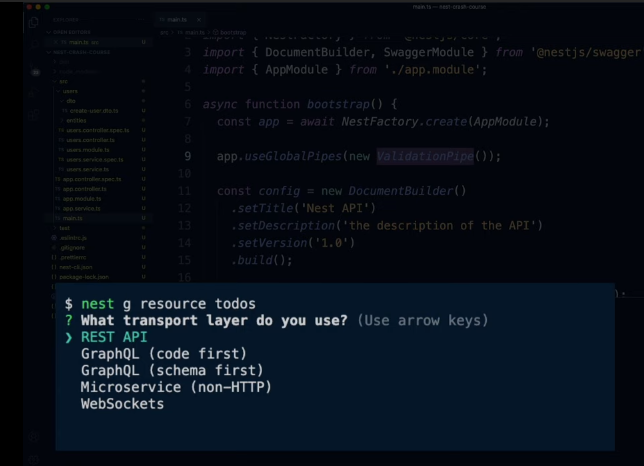 main.ts — nest-crash-course
EXPLORER
main.ts
src > main.ts > bootstrap
main.ts src
src
users
dto
create-user.dto.ts
entities
users.controller.spec.ts
users.controller.ts
users.module.ts
users.service.spec.ts
users.service.ts
app.controller.spec.ts
app.controller.ts
app.module.ts
app.service.ts
main.ts
test
.eslintrc.js
.gitignore
.prettierrc
nest-cli.json
package-lock.json
3 import { DocumentBuilder, SwaggerModule } from '@nestjs/swagger
4 import { AppModule } from './app.module';
5
6 async function bootstrap() {
7 const app = await NestFactory.create(AppModule);
8
9 app.useGlobalPipes(new ValidationPipe());
10
11 const config = new DocumentBuilder()
12 .setTitle('Nest API')
13 .setDescription('the description of the API')
14 .setVersion('1.0')
15 .build();
16
$ nest g resource todos
? What transport layer do you use? (Use arrow keys)
❯ REST API
GraphQL (code first)
GraphQL (schema first)
Microservice (non-HTTP)
WebSockets